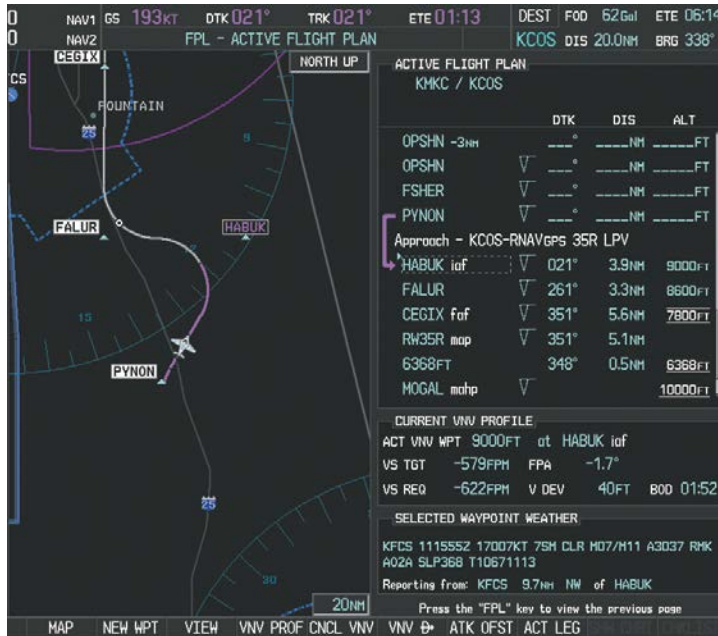 0 NAV1 GS 193KT DTK 021° TRK 021° ETE 01:13 DEST FOD 62Gal ETE 06:14
0 NAV2 FPL - ACTIVE FLIGHT PLAN KCOS DIS 20.0NM BRG 338°
CEGIX
NORTH UP
CS
FOUNTAIN
25
9
FALUR
HABUK
15
PYNON
25
30
20NM
ACTIVE FLIGHT PLAN
KMKC / KCOS
DTK DIS ALT
OPSHN -3NM ___° ____NM _____FT
OPSHN ___° ____NM _____FT
FSHER ___° ____NM _____FT
PYNON ___° ____NM _____FT
Approach - KCOS-RNAVGPS 35R LPV
HABUK iaf 021° 3.9NM 9000FT
FALUR 261° 3.3NM 8600FT
CEGIX faf 351° 5.6NM 7800FT
RW35R map 351° 5.1NM
6368FT 348° 0.5NM 6368FT
MOGAL mahp 10000FT
CURRENT VNV PROFILE
ACT VNV WPT 9000FT at HABUK iaf
VS TGT -579FPM FPA -1.7°
VS REQ -622FPM V DEV 40FT BOD 01:52
SELECTED WAYPOINT WEATHER
KFCS 111555Z 17007KT 75M CLR M07/M11 A3037 RMK
A02A SLP368 T10671113
Reporting from: KFCS 9.7NM NW of HABUK
Press the "FPL" key to view the previous page
MAP NEW WPT VIEW VNV PROF CNCL VNV VNV D ATK OFST ACT LEG